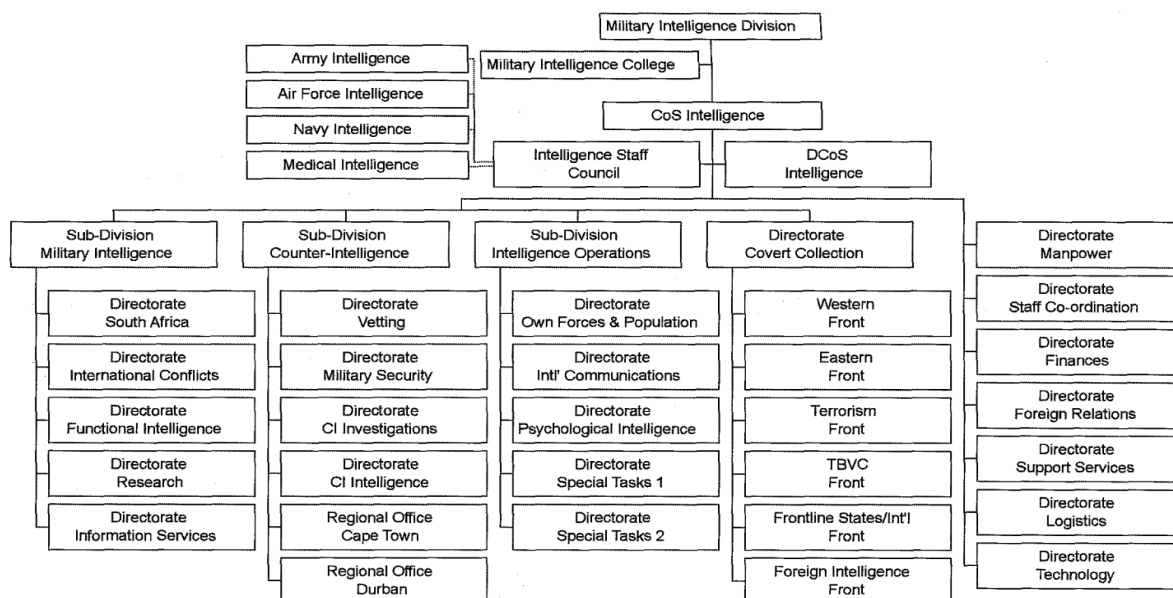 Military Intelligence Division
Military Intelligence College
Army Intelligence
Air Force Intelligence
Navy Intelligence
Medical Intelligence
CoS Intelligence
Intelligence Staff
Council
DCoS
Intelligence
Sub-Division
Military Intelligence
Directorate
South Africa
Directorate
International Conflicts
Directorate
Functional Intelligence
Directorate
Research
Directorate
Information Services
Sub-Division
Counter-Intelligence
Directorate
Vetting
Directorate
Military Security
Directorate
CI Investigations
Directorate
CI Intelligence
Regional Office
Cape Town
Regional Office
Durban
Sub-Division
Intelligence Operations
Directorate
Own Forces & Population
Directorate
Intl' Communications
Directorate
Psychological Intelligence
Directorate
Special Tasks 1
Directorate
Special Tasks 2
Directorate
Covert Collection
Western
Front
Eastern
Front
Terrorism
Front
TBVC
Front
Frontline States/Int'l
Front
Foreign Intelligence
Front
Directorate
Manpower
Directorate
Staff Co-ordination
Directorate
Finances
Directorate
Foreign Relations
Directorate
Support Services
Directorate
Logistics
Directorate
Technology